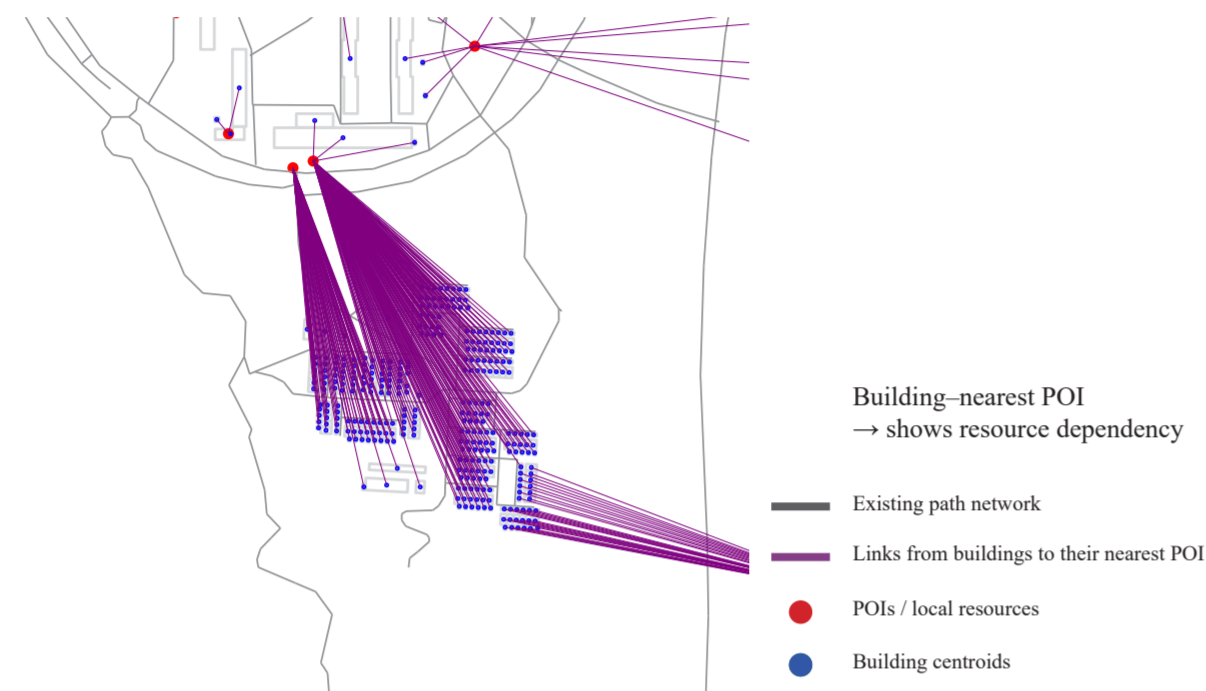 Building–nearest POI
→ shows resource dependency
Existing path network
Links from buildings to their nearest POI
POIs / local resources
Building centroids